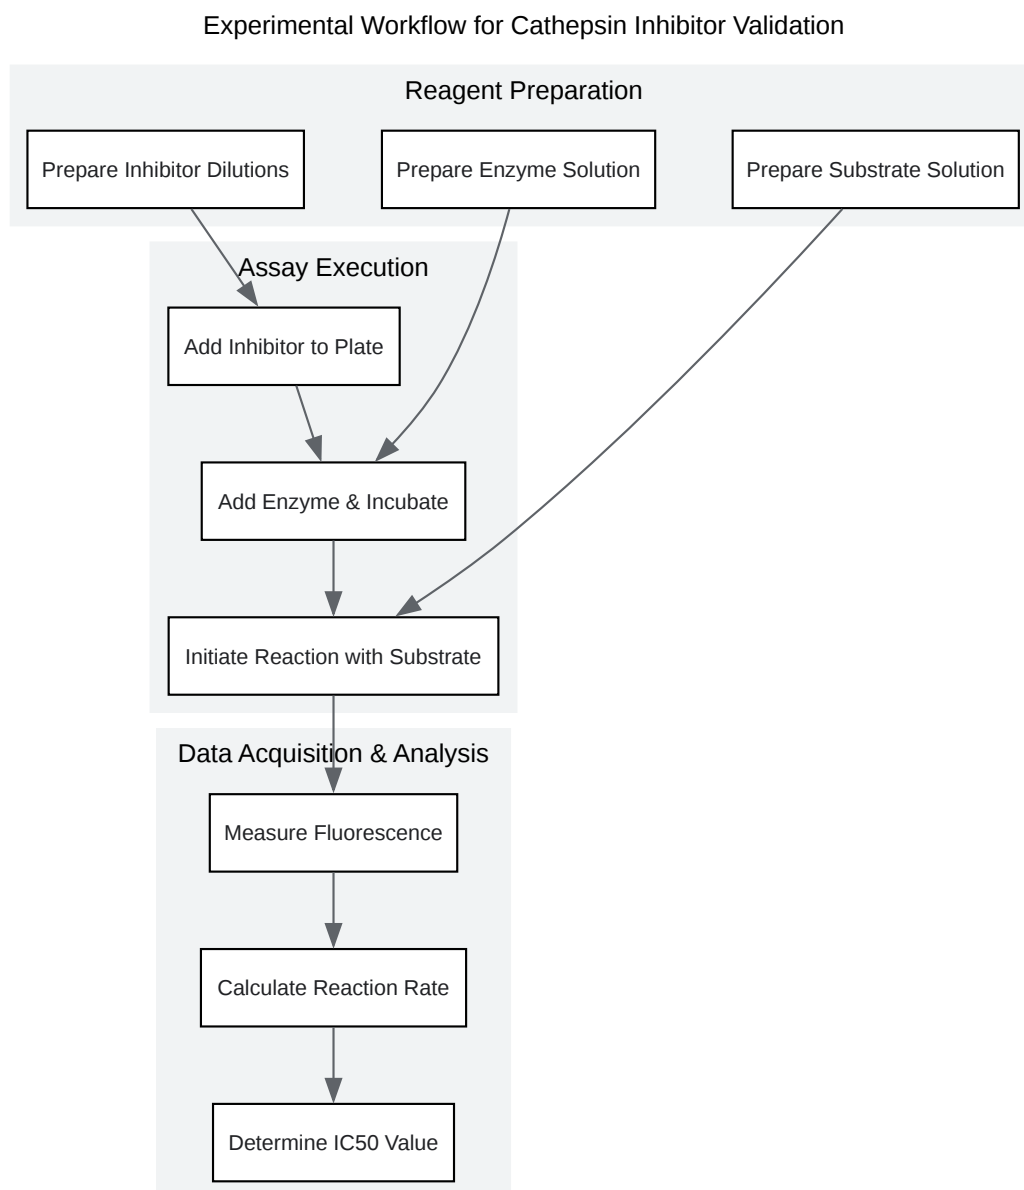 Experimental Workflow for Cathepsin Inhibitor Validation
Reagent Preparation
Prepare Inhibitor Dilutions
Prepare Enzyme Solution
Prepare Substrate Solution
Assay Execution
Add Inhibitor to Plate
Add Enzyme & Incubate
Initiate Reaction with Substrate
Data Acquisition & Analysis
Measure Fluorescence
Calculate Reaction Rate
Determine IC50 Value